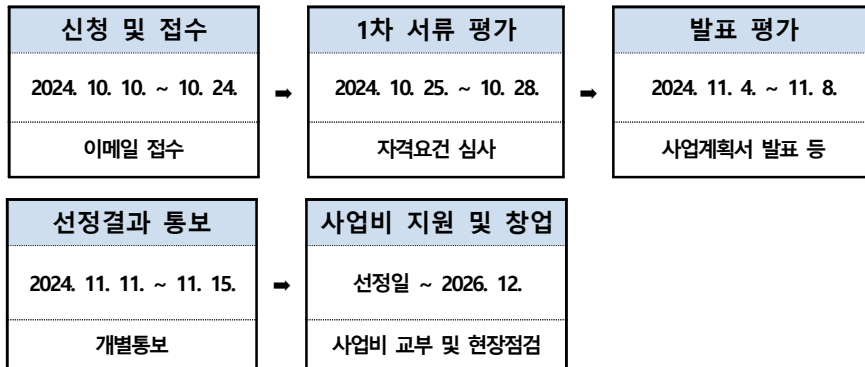 신청 및 접수
2024. 10. 10. ~ 10. 24.
이메일 접수
➡
1차 서류 평가
2024. 10. 25. ~ 10. 28.
자격요건 심사
➡
발표 평가
2024. 11. 4. ~ 11. 8.
사업계획서 발표 등
선정결과 통보
2024. 11. 11. ~ 11. 15.
개별통보
➡
사업비 지원 및 창업
선정일 ~ 2026. 12.
사업비 교부 및 현장점검